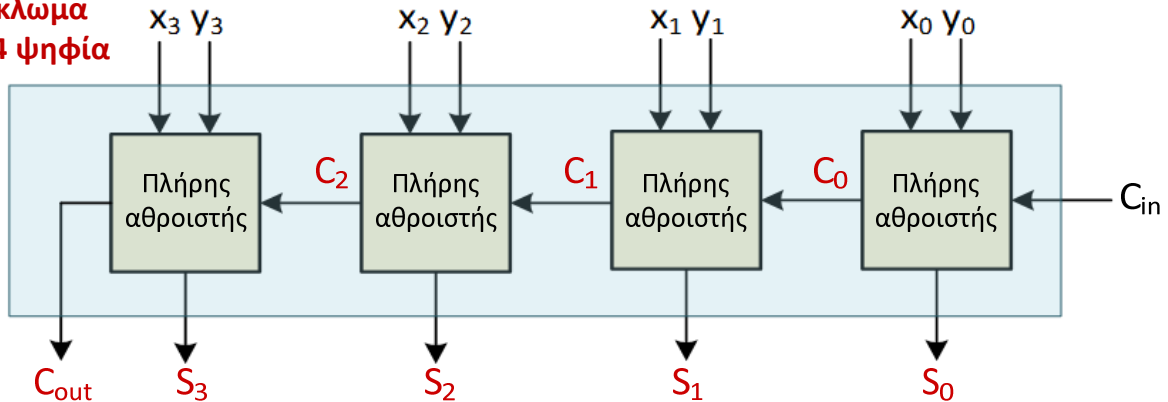 4 ψηφία
x3 y3 x2 y2 x1 y1 x0 y0
C2 C1 C0
Πλήρης αθροιστής
Πλήρης αθροιστής
Πλήρης αθροιστής
Πλήρης αθροιστής
Cin
Cout S3 S2 S1 S0